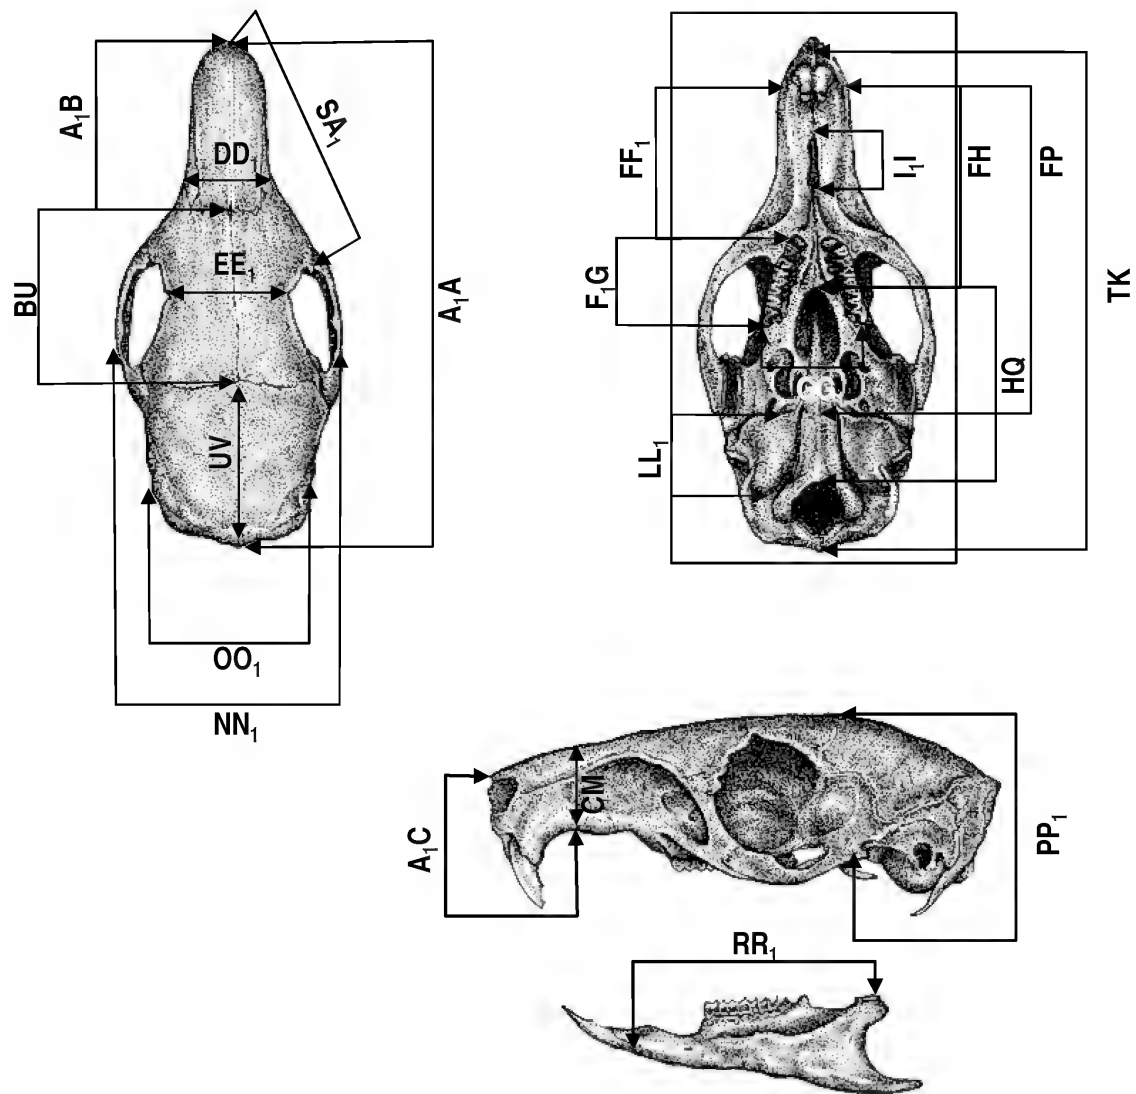 A₁B
SA₁
DD₁
EE₁
BU
A₁A
UV
OO₁
NN₁
FF₁
I₁I
FH
FP
F₁G
TK
HQ
GG₁
LL₁
CM
A₁C
PP₁
RR₁